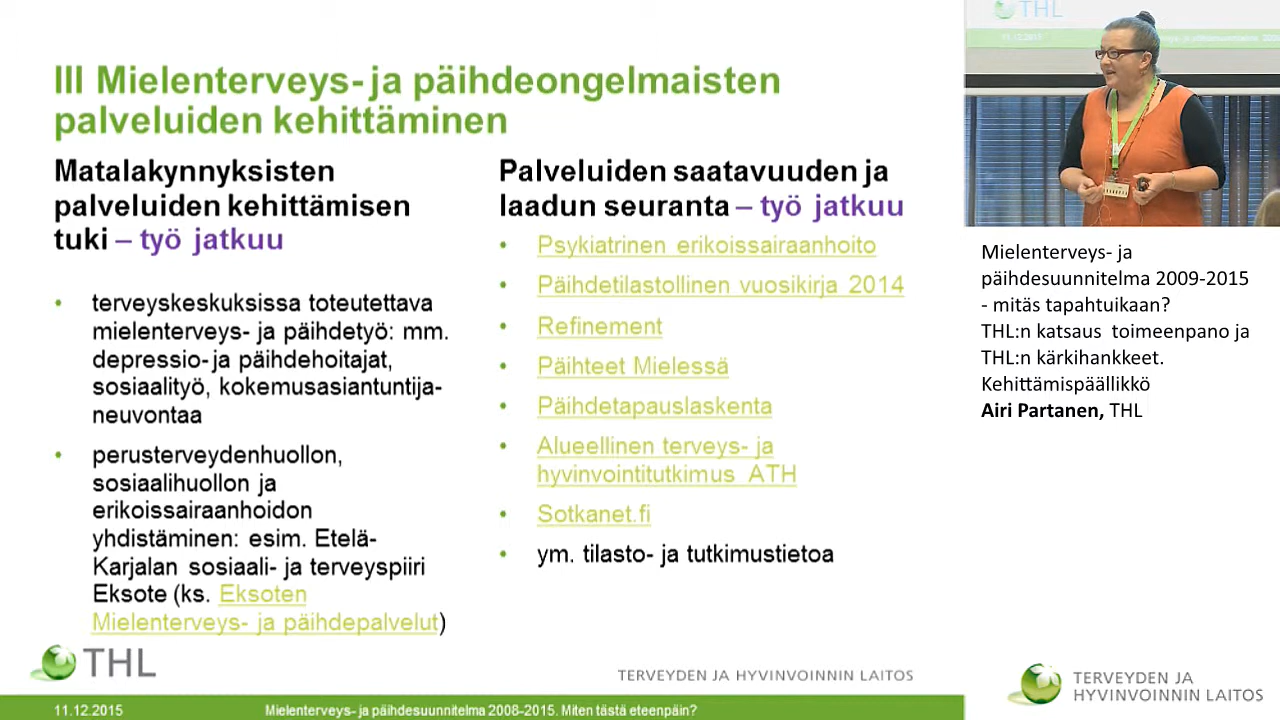 III Mielenterveys- ja päihdeongelmaisten
palveluiden kehittäminen
Matalakynnyksisten
palveluiden kehittämisen
tuki – työ jatkuu
• terveyskeskuksissa toteutettava
mielenterveys- ja päihdetyö: mm.
depressio- ja päihdehoitajat,
sosiaalityö, kokemusasiantuntija-
neuvontaa
• perusterveydenhuollon,
sosiaalihuollon ja
erikoissairaanhoidon
yhdistäminen: esim. Etelä-
Karjalan sosiaali- ja terveyspiiri
Eksote (ks. Eksoten
Mielenterveys- ja päihdepalvelut)
Palveluiden saatavuuden ja
laadun seuranta – työ jatkuu
• Psykiatrinen erikoissairaanhoito
• Päihdetilastollinen vuosikirja 2014
• Refinement
• Päihteet Mielessä
• Päihdetapauslaskenta
• Alueellinen terveys- ja
hyvinvointitutkimus ATH
• Sotkanet.fi
• ym. tilasto- ja tutkimustietoa
THL
TERVEYDEN JA HYVINVOINNIN LAITOS
11.12.2015
Mielenterveys- ja päihdesuunnitelma 2008-2015. Miten tästä eteenpäin?
THL
11.12.2015
Mielenterveys- ja
päihdesuunnitelma 2009-2015
- mitäs tapahtuikaan?
THL:n katsaus toimeenpano ja
THL:n kärkihankkeet.
Kehittämispäällikkö
Airi Partanen, THL
TERVEYDEN JA
HYVINVOINNIN LAITOS